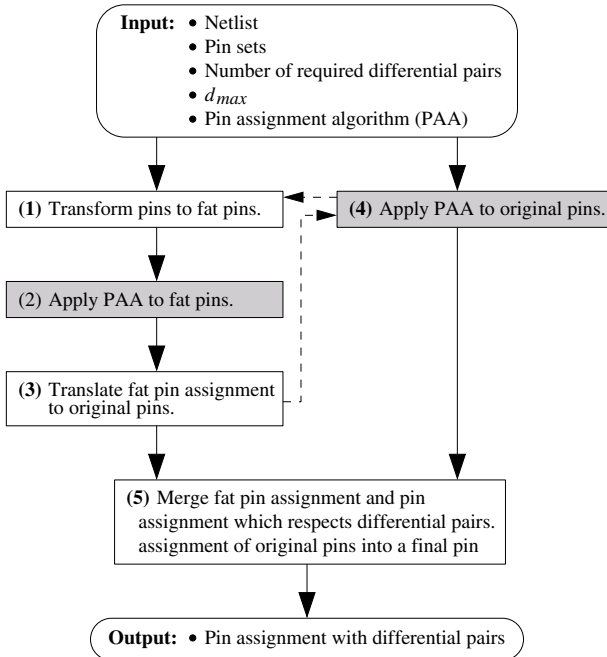 Input: • Netlist
• Pin sets
• Number of required differential pairs
• dmax
• Pin assignment algorithm (PAA)
(1) Transform pins to fat pins.
(4) Apply PAA to original pins.
(2) Apply PAA to fat pins.
(3) Translate fat pin assignment
to original pins.
(5) Merge fat pin assignment and pin
assignment which respects differential pairs.
assignment of original pins into a final pin
Output: • Pin assignment with differential pairs